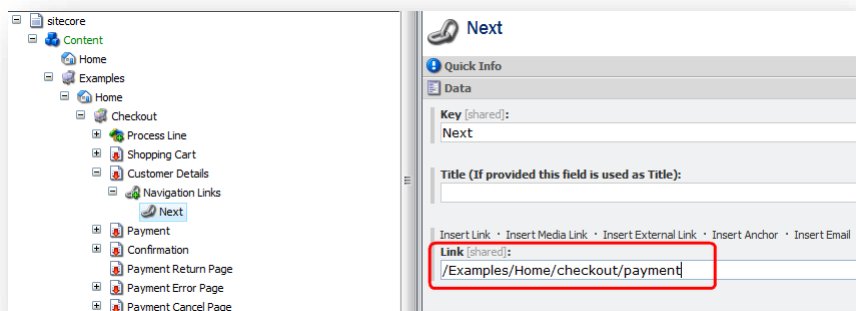 sitecore
Content
Home
Examples
Home
Checkout
Process Line
Shopping Cart
Customer Details
Navigation Links
Next
Payment
Confirmation
Payment Return Page
Payment Error Page
Payment Cancel Page
Next
Quick Info
Data
Key [shared]:
Next
Title (If provided this field is used as Title):
Insert Link · Insert Media Link · Insert External Link · Insert Anchor · Insert Email
Link [shared]:
/Examples/Home/checkout/payment